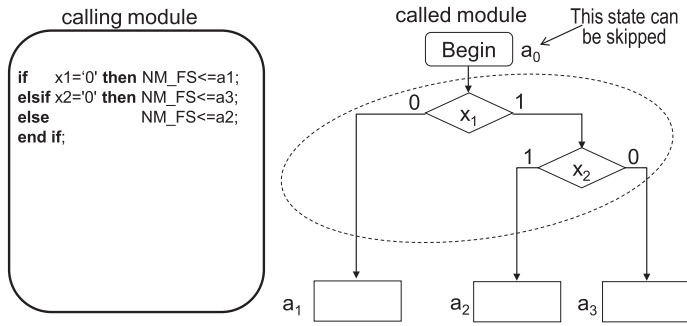 calling module
if x1='0' then NM_FS<=a1;
elsif x2='0' then NM_FS<=a3;
else NM_FS<=a2;
end if;
called module
This state can
be skipped
Begin
a0
0
1
x1
1
0
x2
a1
a2
a3